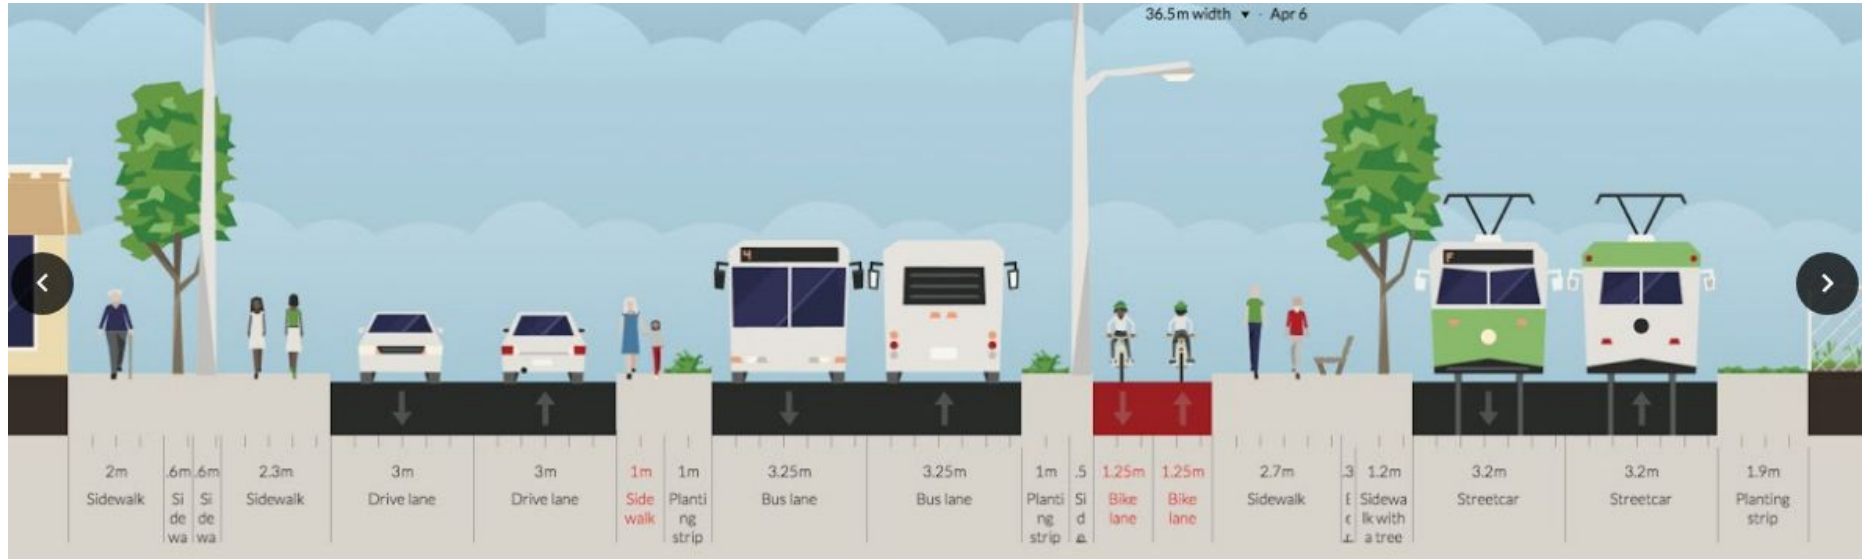 36.5m width ▾ · Apr 6
4
F
2m
Sidewalk
.6m
Si
de
wa
.6m
Si
de
wa
2.3m
Sidewalk
3m
Drive lane
3m
Drive lane
1m
Side
walk
1m
Planti
ng
strip
3.25m
Bus lane
3.25m
Bus lane
1m
Planti
ng
strip
.5
Si
d
1.25m
Bike
lane
1.25m
Bike
lane
2.7m
Sidewalk
.3
1.2m
Sidewa
lk with
a tree
3.2m
Streetcar
3.2m
Streetcar
1.9m
Planting
strip